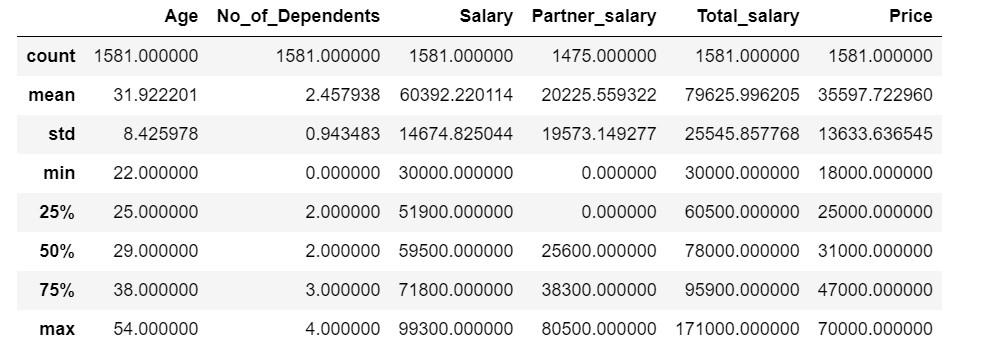 Age No_of_Dependents Salary Partner_salary Total_salary Price
count 1581.000000 1581.000000 1581.000000 1475.000000 1581.000000 1581.000000
mean 31.922201 2.457938 60392.220114 20225.559322 79625.996205 35597.722960
std 8.425978 0.943483 14674.825044 19573.149277 25545.857768 13633.636545
min 22.000000 0.000000 30000.000000 0.000000 30000.000000 18000.000000
25% 25.000000 2.000000 51900.000000 0.000000 60500.000000 25000.000000
50% 29.000000 2.000000 59500.000000 25600.000000 78000.000000 31000.000000
75% 38.000000 3.000000 71800.000000 38300.000000 95900.000000 47000.000000
max 54.000000 4.000000 99300.000000 80500.000000 171000.000000 70000.000000